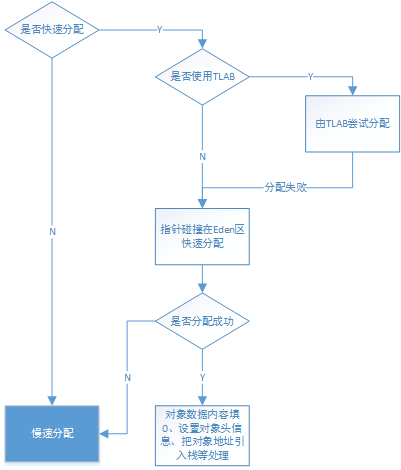 是否快速分配
Y
是否使用TLAB
Y
由TLAB尝试分配
N
分配失败
指针碰撞在Eden区
快速分配
N
是否分配成功
N
Y
慢速分配
对象数据内容填
0、设置对象头信
息、把对象地址引
入栈等处理